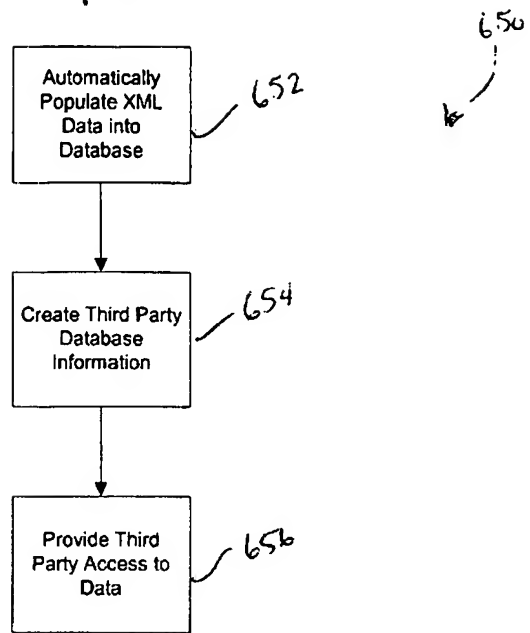 650
Automatically
Populate XML
Data into
Database
652
Create Third Party
Database
Information
654
Provide Third
Party Access to
Data
656